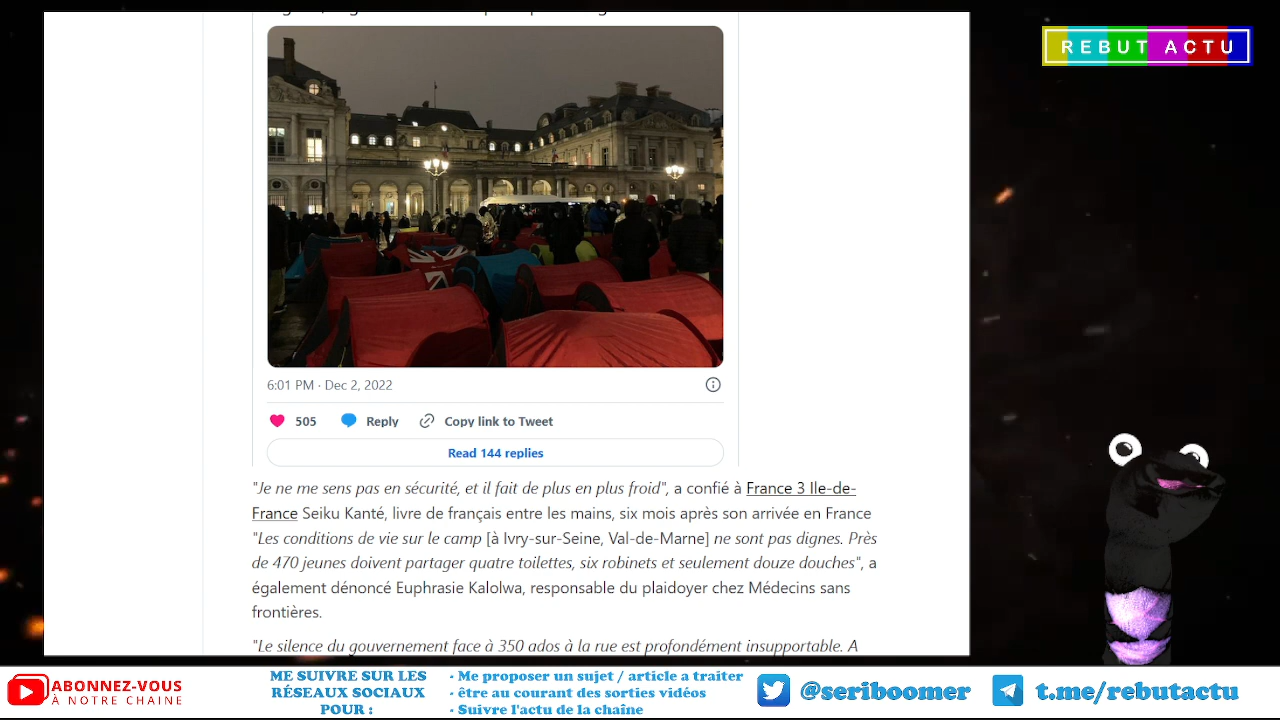 REBUT ACTU
6:01 PM · Dec 2, 2022
505 Reply Copy link to Tweet
Read 144 replies
"Je ne me sens pas en sécurité, et il fait de plus en plus froid", a confié à France 3 Ile-de-
France Seiku Kanté, livre de français entre les mains, six mois après son arrivée en France
"Les conditions de vie sur le camp [à Ivry-sur-Seine, Val-de-Marne] ne sont pas dignes. Près
de 470 jeunes doivent partager quatre toilettes, six robinets et seulement douze douches", a
également dénoncé Euphrasie Kalolwa, responsable du plaidoyer chez Médecins sans
frontières.
"Le silence du gouvernement face à 350 ados à la rue est profondément insupportable. A
ABONNEZ-VOUS
À NOTRE CHAINE
ME SUIVRE SUR LES
RÉSEAUX SOCIAUX
POUR :
- Me proposer un sujet / article a traiter
- être au courant des sorties vidéos
- Suivre l'actu de la chaîne
@seriboomer
t.me/rebutactu